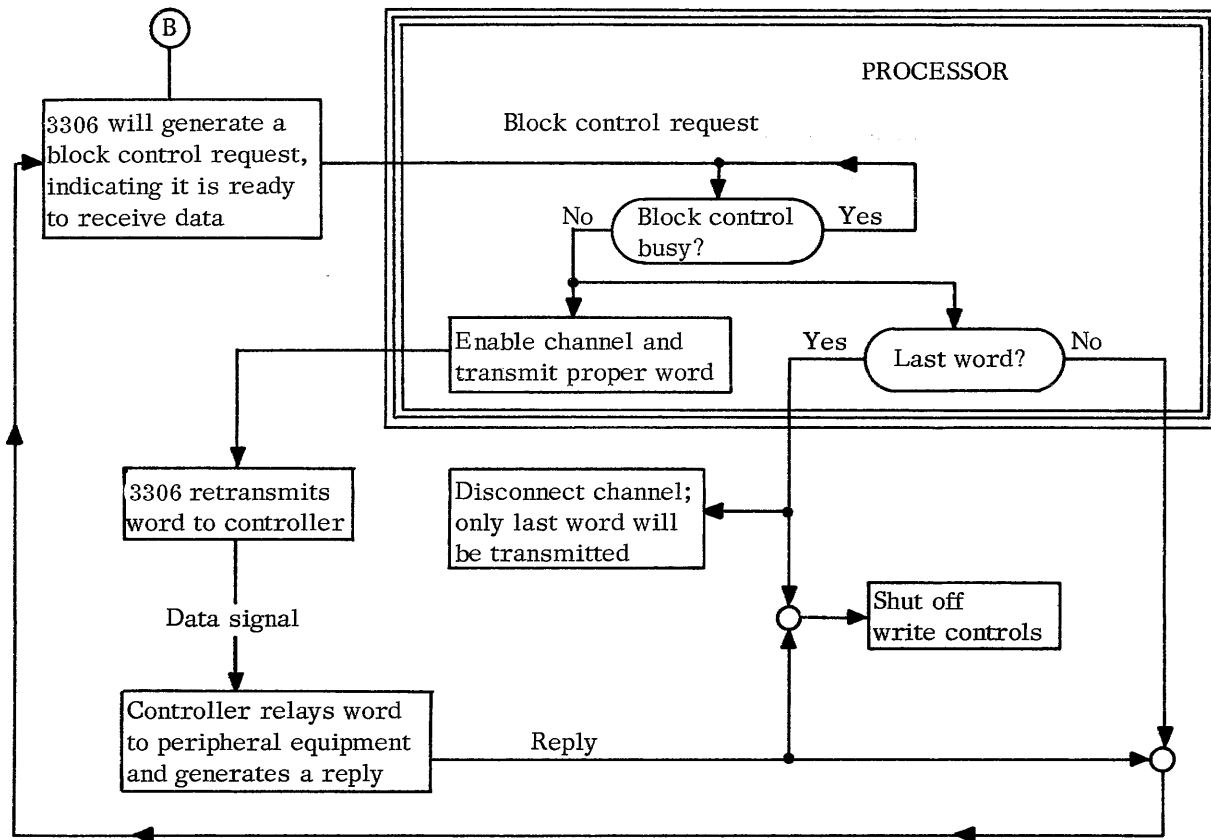 B
PROCESSOR
3306 will generate a
block control request,
indicating it is ready
to receive data
Block control request
No
Block control
busy?
Yes
Enable channel and
transmit proper word
Yes
Last word?
No
3306 retransmits
word to controller
Disconnect channel;
only last word will
be transmitted
Data signal
Shut off
write controls
Controller relays word
to peripheral equipment
and generates a reply
Reply